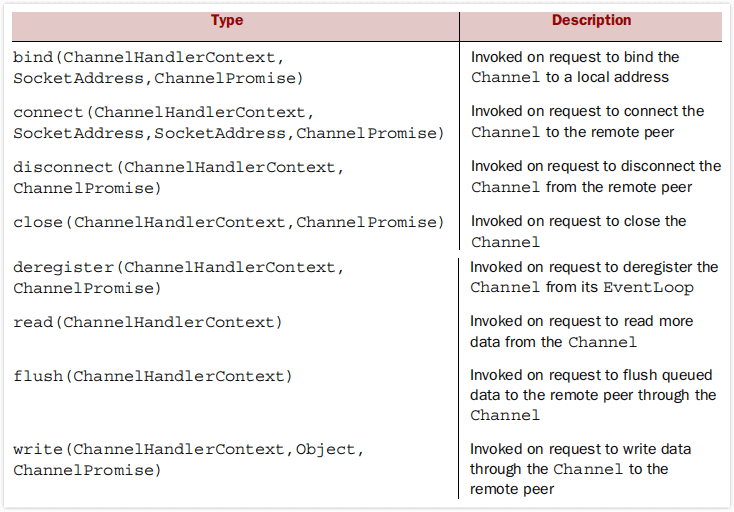 Type Description
bind(ChannelHandlerContext,
SocketAddress,ChannelPromise)
Invoked on request to bind the
Channel to a local address
connect(ChannelHandlerContext,
SocketAddress,SocketAddress,ChannelPromise)
Invoked on request to connect the
Channel to the remote peer
disconnect(ChannelHandlerContext,
ChannelPromise)
Invoked on request to disconnect the
Channel from the remote peer
close(ChannelHandlerContext,ChannelPromise)
Invoked on request to close the
Channel
deregister(ChannelHandlerContext,
ChannelPromise)
Invoked on request to deregister the
Channel from its EventLoop
read(ChannelHandlerContext)
Invoked on request to read more
data from the Channel
flush(ChannelHandlerContext)
Invoked on request to flush queued
data to the remote peer through the
Channel
write(ChannelHandlerContext,Object,
ChannelPromise)
Invoked on request to write data
through the Channel to the
remote peer